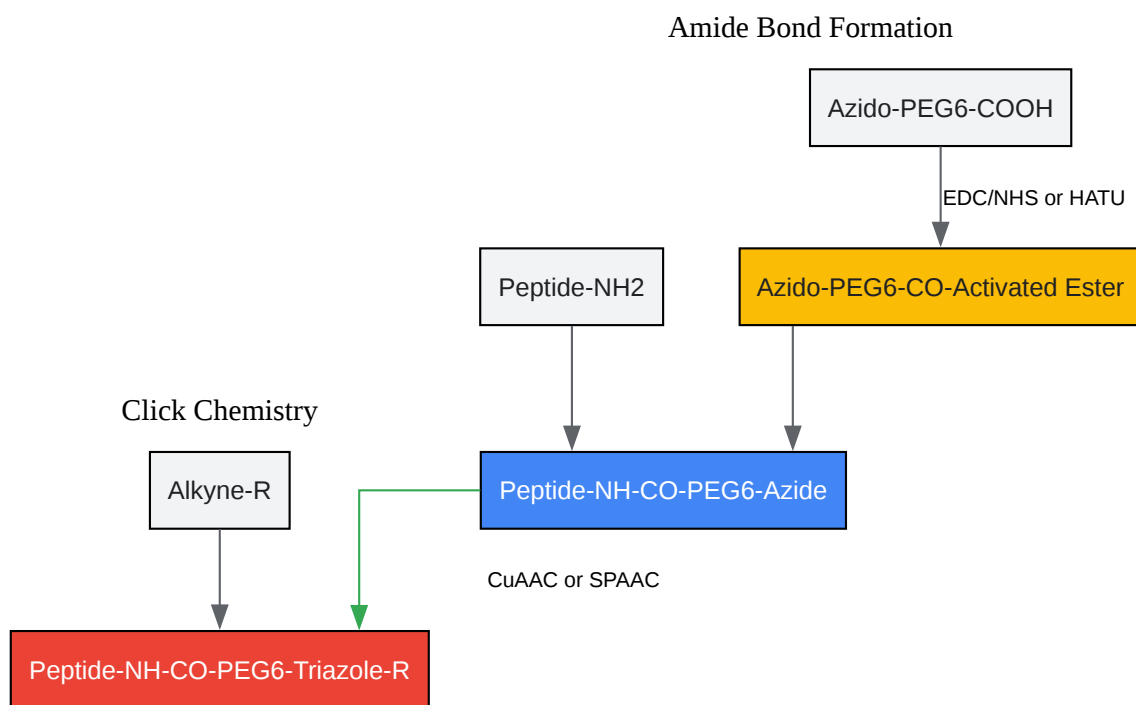 Amide Bond Formation
Azido-PEG6-COOH
EDC/NHS or HATU
Peptide-NH2
Azido-PEG6-CO-Activated Ester
Click Chemistry
Alkyne-R
Peptide-NH-CO-PEG6-Azide
CuAAC or SPAAC
Peptide-NH-CO-PEG6-Triazole-R